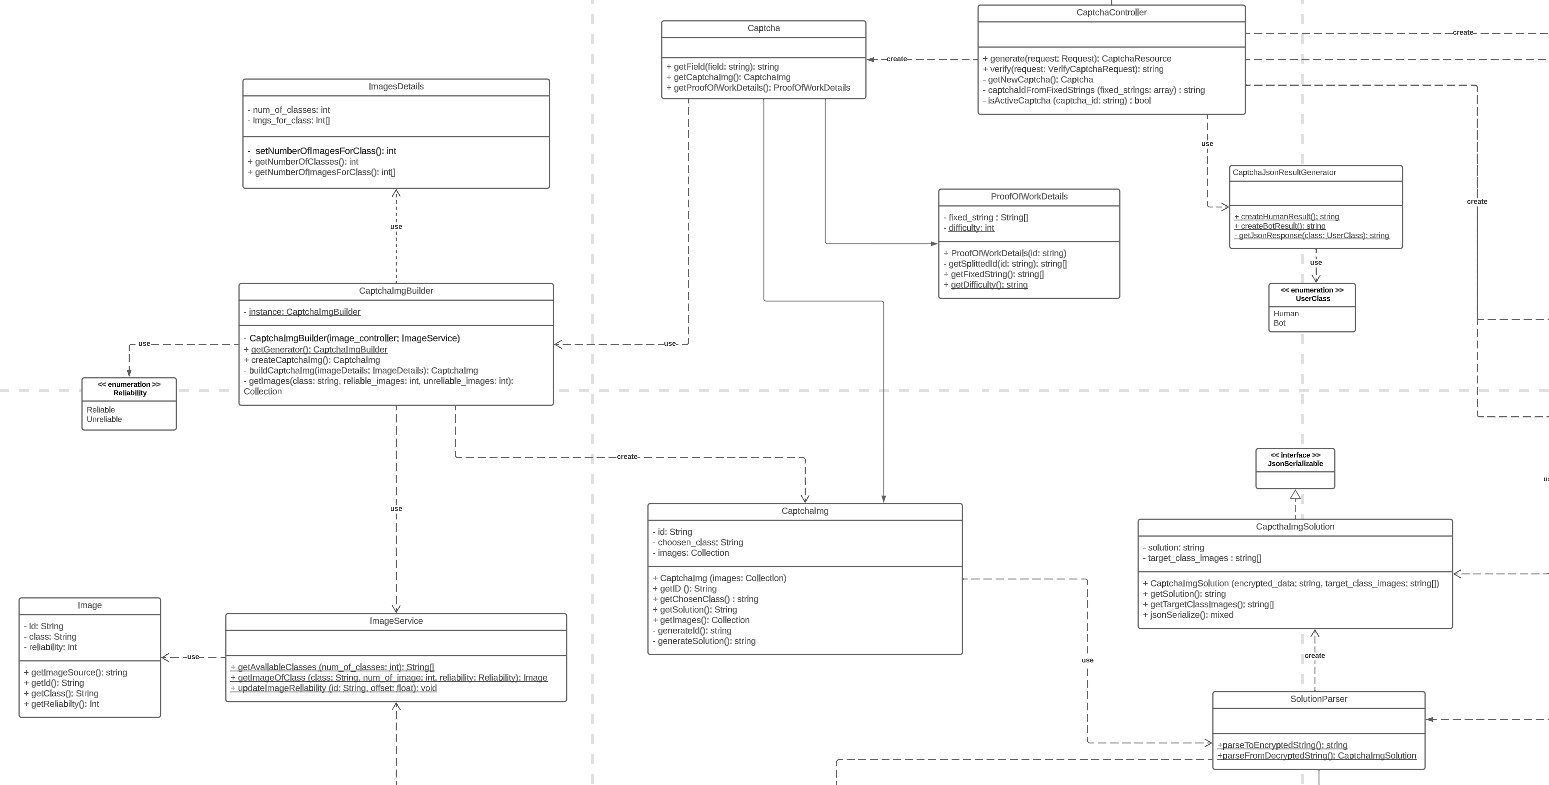 CaptchaController
+ generate(request: Request): CaptchaResource
+ verify(request: VerifyCaptchaRequest): string
- getNewCaptcha(): Captcha
- captchaIdFromFixedStrings (fixed_strings: array) : string
- isActiveCaptcha (captcha_id: string) : bool
Captcha
+ getField(field: string): string
+ getCaptchaImg(): CaptchaImg
+ getProofOfWorkDetails(): ProofOfWorkDetails
create
create
ImagesDetails
- num_of_classes: int
- imgs_for_class: int[]
- setNumberOfImagesForClass(): int
+ getNumberOfClasses(): int
+ getNumberOfImagesForClass(): int[]
use
use
CaptchaJsonResultGenerator
+ createHumanResult(): string
+ createBotResult(): string
- getJsonResponse(class: UserClass): string
create
ProofOfWorkDetails
- fixed_string : String[]
- difficulty: int
+ ProofOfWorkDetails(id: string)
- getSplittedId(id: string): string[]
+ getFixedString(): string[]
+ getDifficulty(): string
use
<< enumeration >>
UserClass
Human
Bot
CaptchaImgBuilder
- instance: CaptchaImgBuilder
- CaptchaImgBuilder(image_controller: ImageService)
+ getGenerator(): CaptchaImgBuilder
+ createCaptchaImg(): CaptchaImg
- buildCaptchaImg(imageDetails: ImageDetails): CaptchaImg
- getImages(class: string, reliable_images: int, unreliable_images: int):
Collection
use
use
<< enumeration >>
Reliability
Reliable
Unreliable
create
use
<< interface >>
JsonSerializable
CaptchaImg
- id: String
- choosen_class: String
- images: Collection
+ CaptchaImg (images: Collection)
+ getID (): String
+ getChosenClass() : string
+ getSolution(): String
+ getImages(): Collection
- generateId(): string
- generateSolution(): string
CapcthaImgSolution
- solution: string
- target_class_images : string[]
+ CaptchaImgSolution (encrypted_data: string, target_class_images: string[])
+ getSolution(): string
+ getTargetClassImages(): string[]
+ jsonSerialize(): mixed
Image
- id: String
- class: String
- reliability: int
+ getImageSource(): string
+ getId(): String
+ getClass(): String
+ getReliabilty(): Int
use
ImageService
+ getAvailableClasses (num_of_classes: int): String[]
+ getImageOfClass (class: String, num_of_image: int, reliability: Reliability): Image
+ updateImageReliability (id: String, offset: float): void
use
create
SolutionParser
+parseToEncryptedString(): string
+parseFromDecryptedString(): CaptchaImgSolution